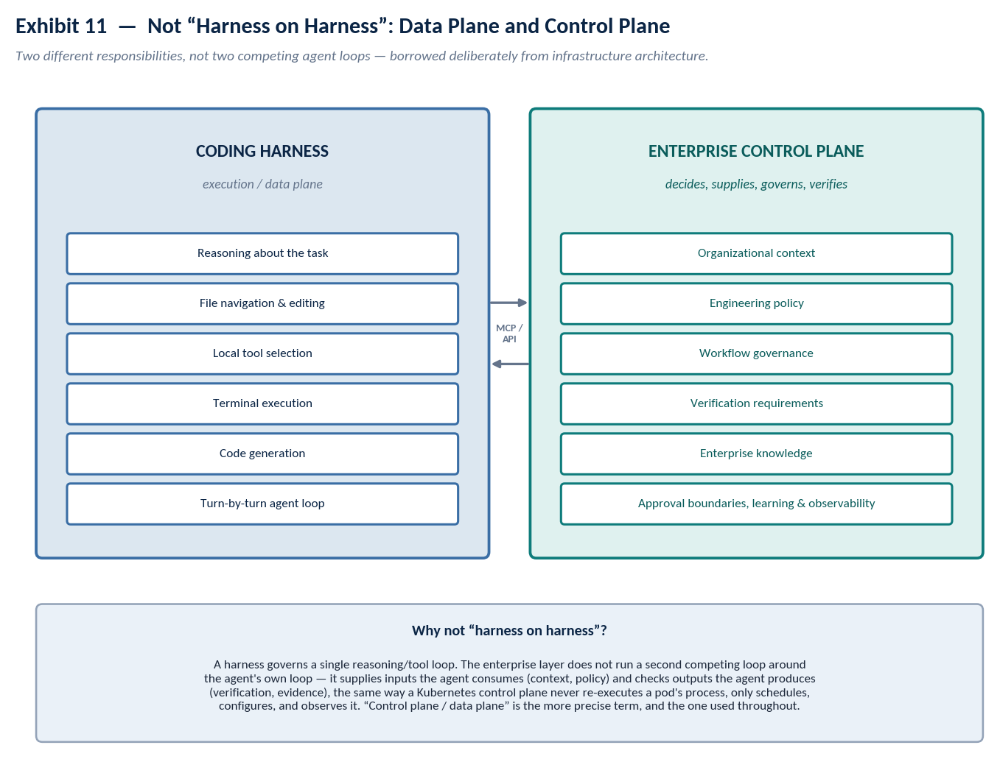 Exhibit 11 — Not “Harness on Harness”: Data Plane and Control Plane
Two different responsibilities, not two competing agent loops — borrowed deliberately from infrastructure architecture.
CODING HARNESS
execution / data plane
Reasoning about the task
File navigation & editing
Local tool selection
Terminal execution
Code generation
Turn-by-turn agent loop
MCP /
API
ENTERPRISE CONTROL PLANE
decides, supplies, governs, verifies
Organizational context
Engineering policy
Workflow governance
Verification requirements
Enterprise knowledge
Approval boundaries, learning & observability
Why not “harness on harness”?
A harness governs a single reasoning/tool loop. The enterprise layer does not run a second competing loop around
the agent's own loop — it supplies inputs the agent consumes (context, policy) and checks outputs the agent produces
(verification, evidence), the same way a Kubernetes control plane never re-executes a pod's process, only schedules,
configures, and observes it. “Control plane / data plane” is the more precise term, and the one used throughout.